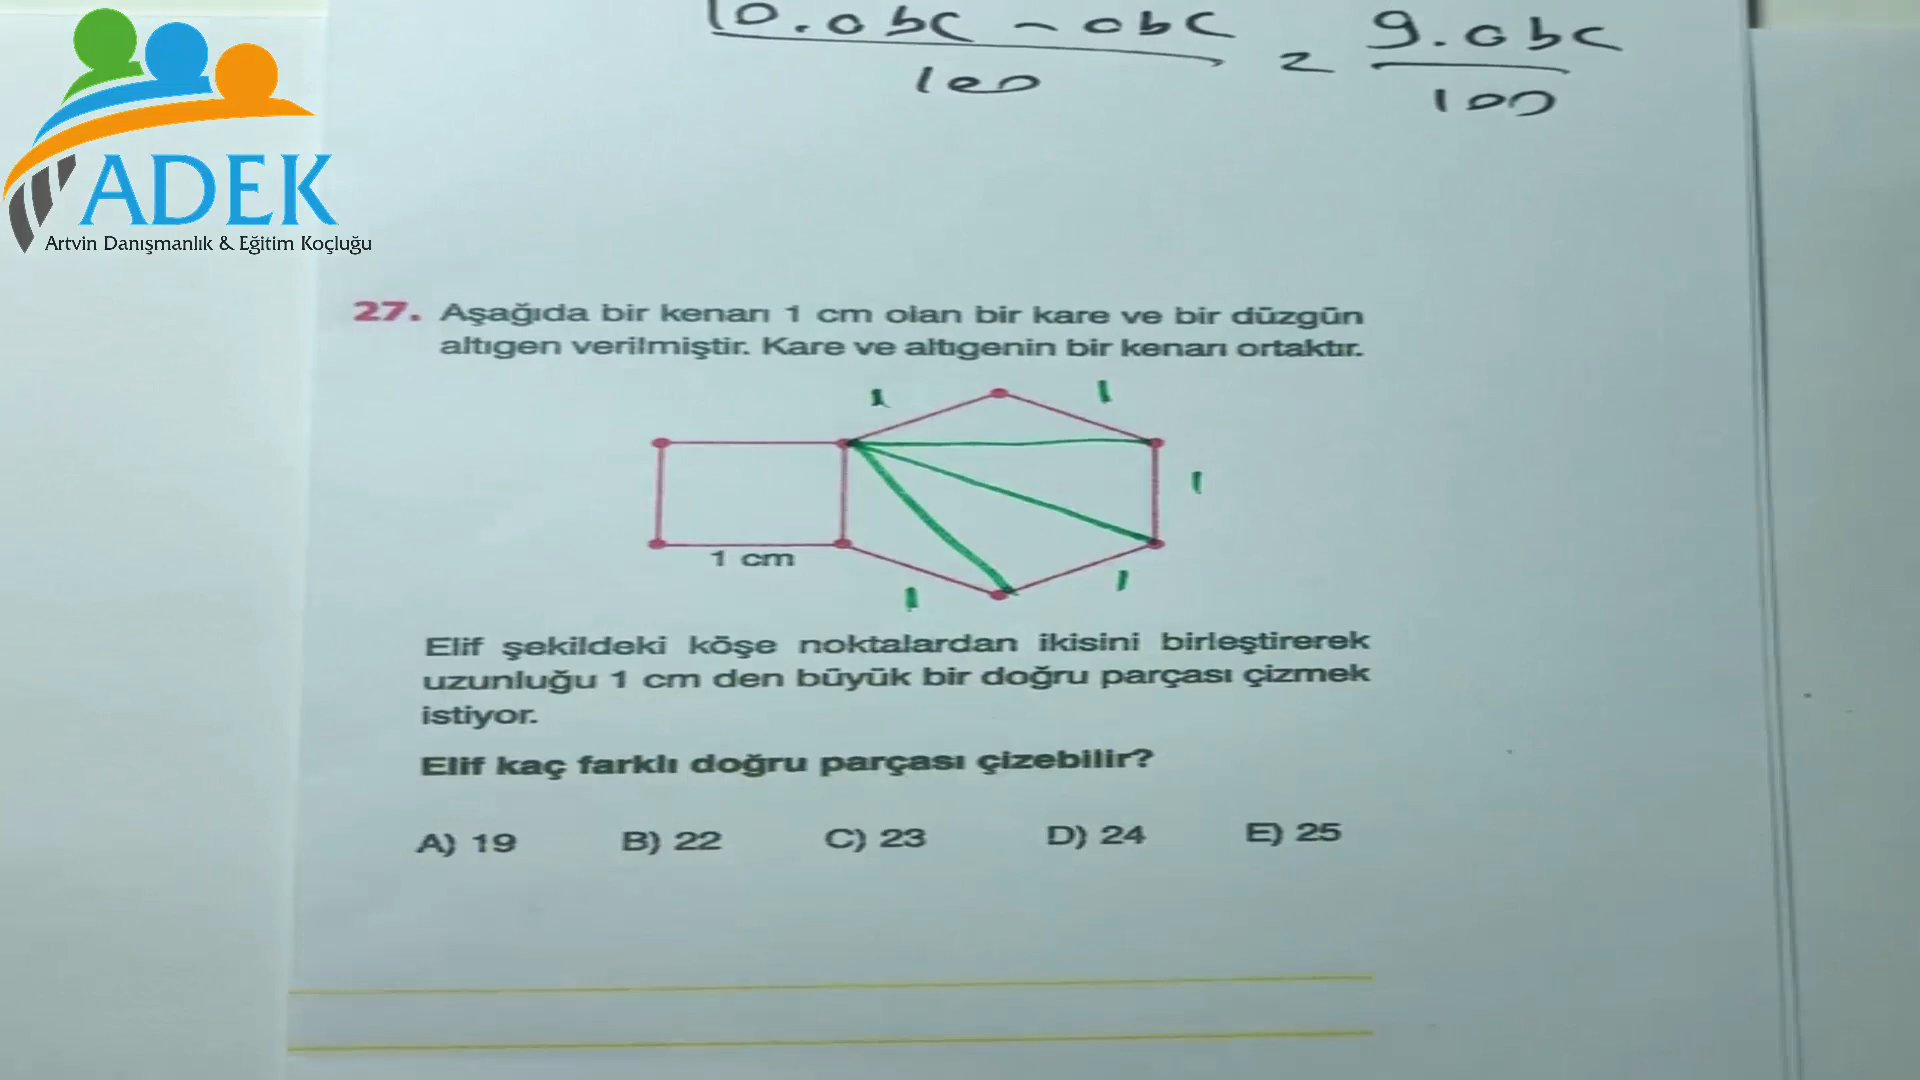 10.abc - abc
100
=
9.abc
100
ADEK
Artvin Danışmanlık & Eğitim Koçluğu
27. Aşağıda bir kenarı 1 cm olan bir kare ve bir düzgün
altıgen verilmiştir. Kare ve altıgenin bir kenarı ortaktır.
1 1
1
1 cm
1 1
Elif şekildeki köşe noktalardan ikisini birleştirerek
uzunluğu 1 cm den büyük bir doğru parçası çizmek
istiyor.
Elif kaç farklı doğru parçası çizebilir?
A) 19 B) 22 C) 23 D) 24 E) 25